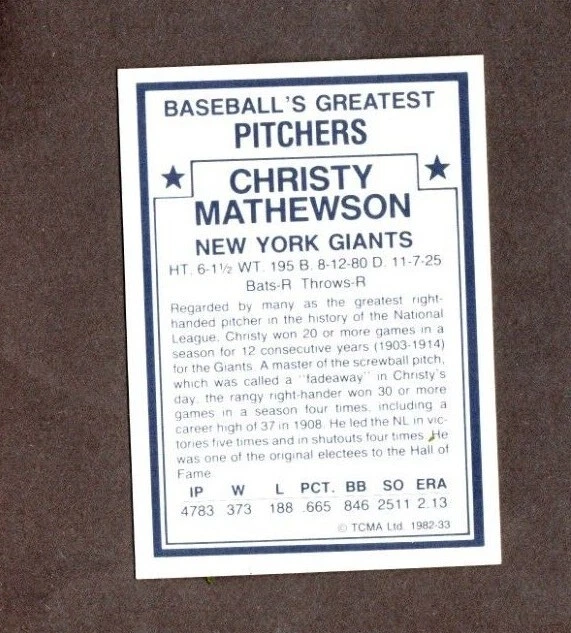 BASEBALL'S GREATEST
PITCHERS
CHRISTY
MATHEWSON
NEW YORK GIANTS
HT. 6-1½ WT. 195 B. 8-12-80 D. 11-7-25
Bats-R Throws-R
Regarded by many as the greatest right-
handed pitcher in the history of the National
League, Christy won 20 or more games in a
season for 12 consecutive years (1903-1914)
for the Giants. A master of the screwball pitch,
which was called a "fadeaway" in Christy's
day, the rangy right-hander won 30 or more
games in a season four times, including a
career high of 37 in 1908. He led the NL in vic-
tories five times and in shutouts four times. He
was one of the original electees to the Hall of
Fame.
IP W L PCT. BB SO ERA
4783 373 188 .665 846 2511 2.13
© TCMA Ltd. 1982-33